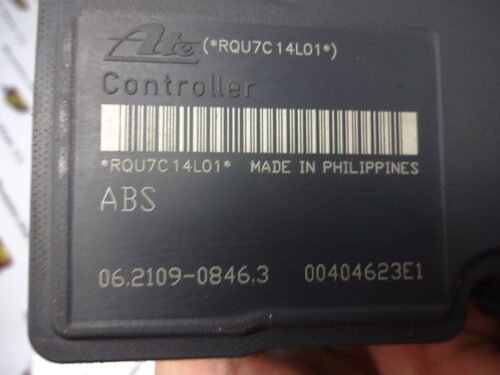 Ate (*RQU7C14L01*)
Controller
*RQU7C14L01* MADE IN PHILIPPINES
ABS
06.2109-0846.3 00404623E1